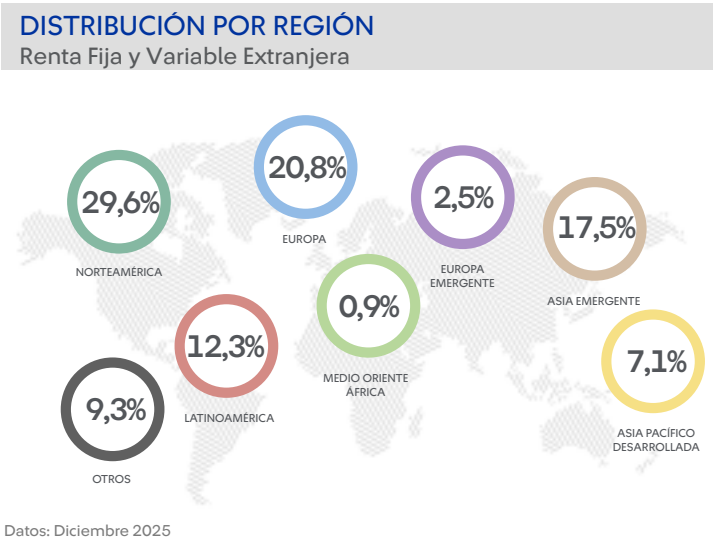 DISTRIBUCIÓN POR REGIÓN
Renta Fija y Variable Extranjera
29,6%
NORTEAMÉRICA
20,8%
EUROPA
2,5%
EUROPA
EMERGENTE
17,5%
ASIA EMERGENTE
12,3%
LATINOAMÉRICA
0,9%
MEDIO ORIENTE
ÁFRICA
7,1%
ASIA PACÍFICO
DESARROLLADA
9,3%
OTROS
Datos: Diciembre 2025